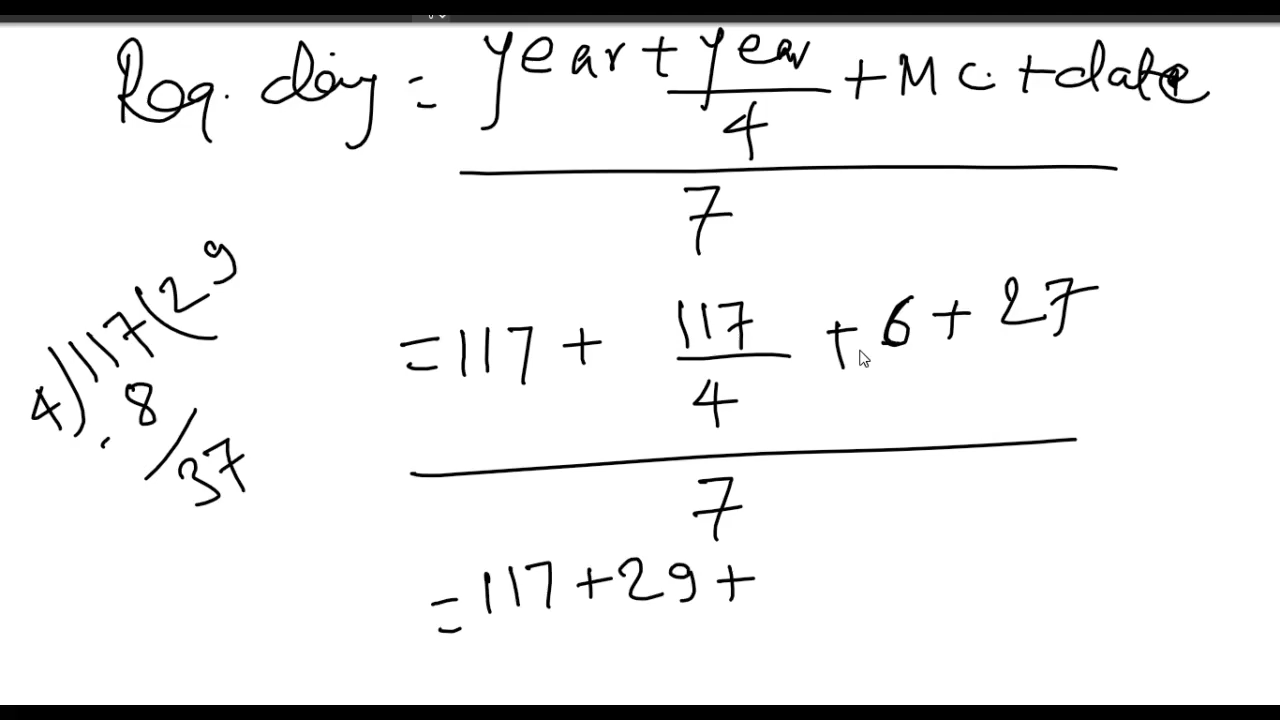 Req. day = year + year/4 + M C. + date
7
= 117 + 117/4 + 6 + 27
7
4)117(29
8
37
= 117 + 29 +